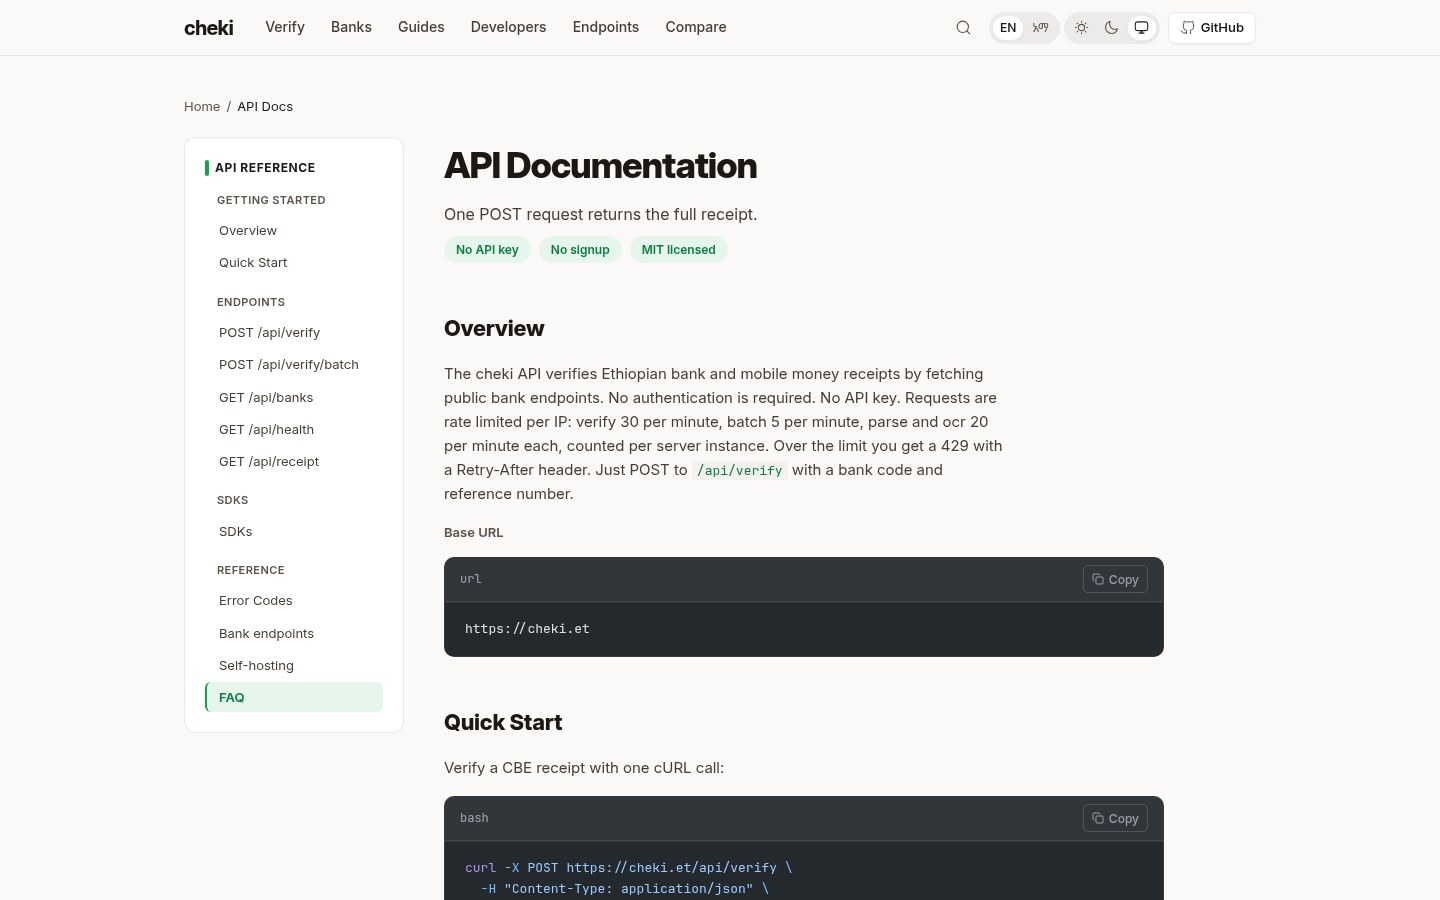 cheki
Verify
Banks
Guides
Developers
Endpoints
Compare
EN
አማ
GitHub
Home / API Docs
API REFERENCE
GETTING STARTED
Overview
Quick Start
ENDPOINTS
POST /api/verify
POST /api/verify/batch
GET /api/banks
GET /api/health
GET /api/receipt
SDKS
SDKs
REFERENCE
Error Codes
Bank endpoints
Self-hosting
FAQ
API Documentation
One POST request returns the full receipt.
No API key
No signup
MIT licensed
Overview
The cheki API verifies Ethiopian bank and mobile money receipts by fetching
public bank endpoints. No authentication is required. No API key. Requests are
rate limited per IP: verify 30 per minute, batch 5 per minute, parse and ocr 20
per minute each, counted per server instance. Over the limit you get a 429 with
a Retry-After header. Just POST to /api/verify with a bank code and
reference number.
Base URL
url
Copy
https://cheki.et
Quick Start
Verify a CBE receipt with one cURL call:
bash
Copy
curl -X POST https://cheki.et/api/verify \
-H "Content-Type: application/json" \